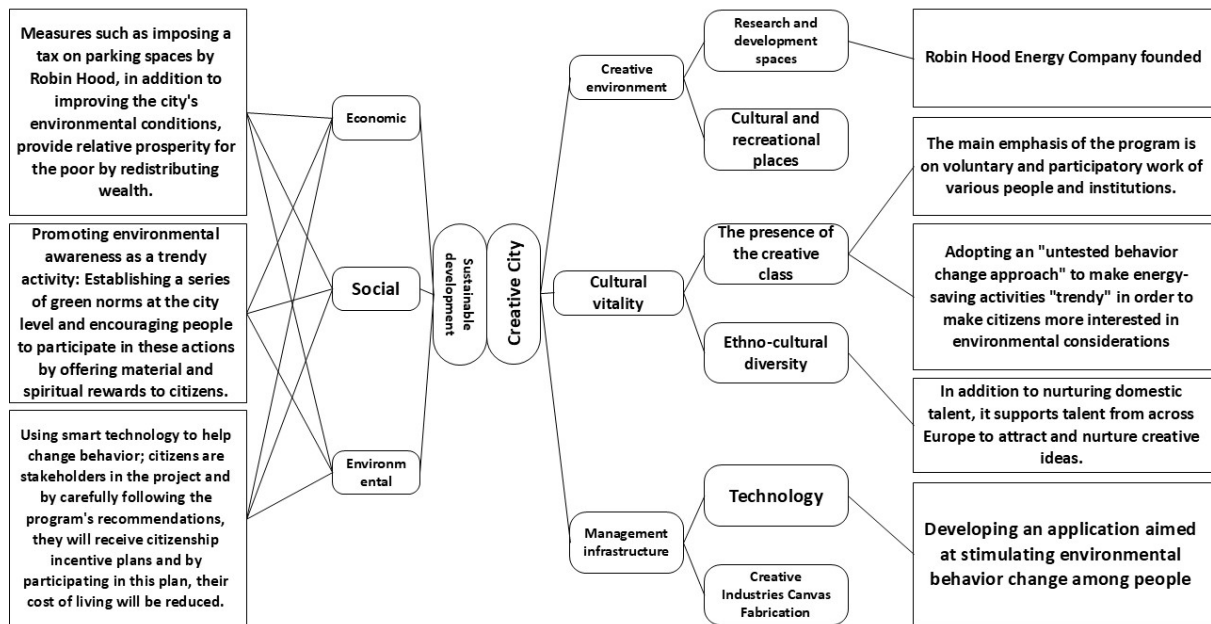 Measures such as imposing a
tax on parking spaces by
Robin Hood, in addition to
improving the city's
environmental conditions,
provide relative prosperity for
the poor by redistributing
wealth.
Promoting environmental
awareness as a trendy
activity: Establishing a series
of green norms at the city
level and encouraging people
to participate in these actions
by offering material and
spiritual rewards to citizens.
Using smart technology to help
change behavior; citizens are
stakeholders in the project and
by carefully following the
program's recommendations,
they will receive citizenship
incentive plans and by
participating in this plan, their
cost of living will be reduced.
Economic
Social
Environm
ental
Sustainable
development
Creative City
Creative
environment
Cultural
vitality
Management
infrastructure
Research and
development
spaces
Cultural and
recreational
places
The presence of
the creative
class
Ethno-cultural
diversity
Technology
Creative
Industries Canvas
Fabrication
Robin Hood Energy Company founded
The main emphasis of the program is
on voluntary and participatory work of
various people and institutions.
Adopting an "untested behavior
change approach" to make energy-
saving activities "trendy" in order to
make citizens more interested in
environmental considerations
In addition to nurturing domestic
talent, it supports talent from across
Europe to attract and nurture creative
ideas.
Developing an application aimed
at stimulating environmental
behavior change among people